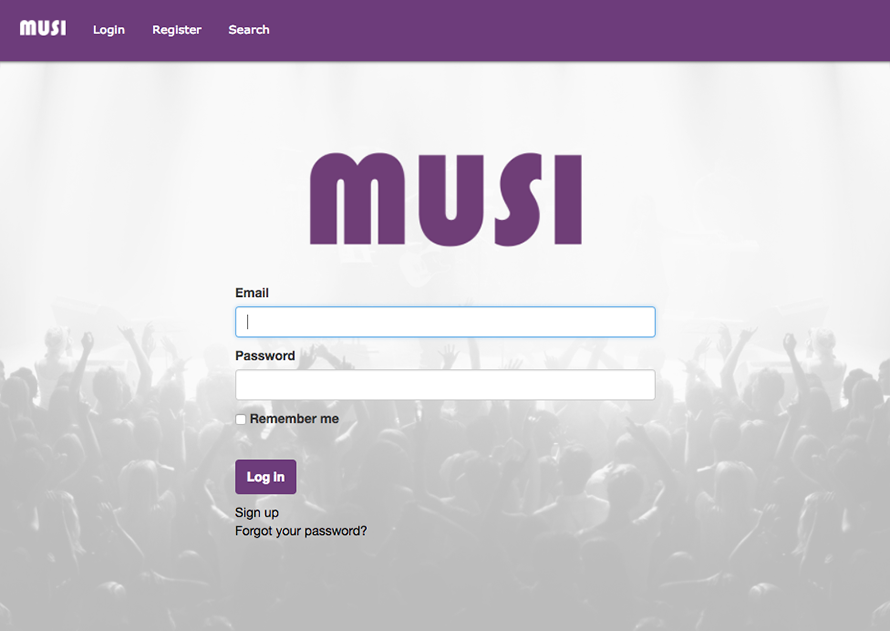 MUSI Login Register Search
MUSI
Email
Password
Remember me
Log in
Sign up
Forgot your password?